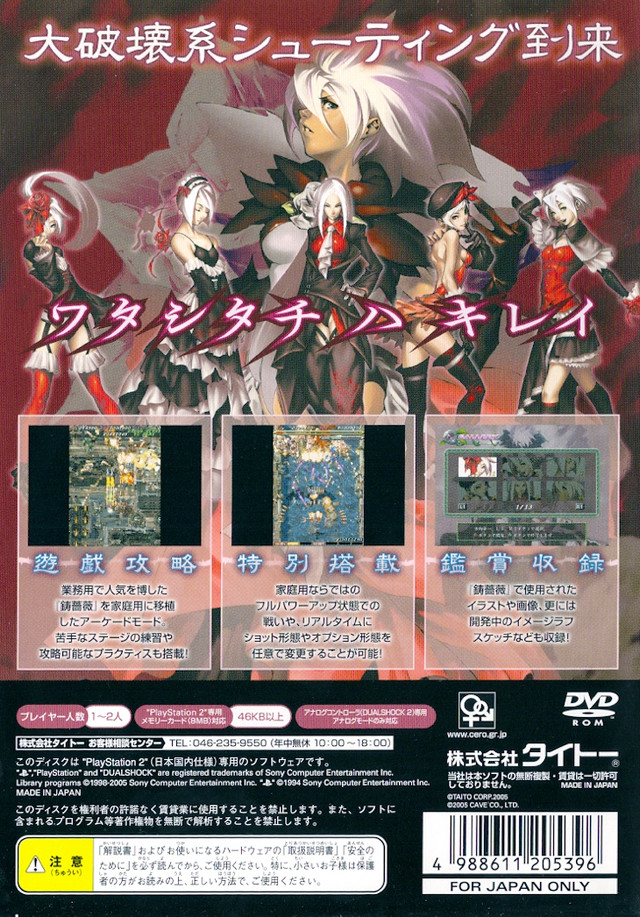 大破壊系シューティング到来
ワタシタチ ハ キレイ
遊戯攻略
業務用で人気を博した
「鋳薔薇」を家庭用に移植
したアーケードモード。
苦手なステージの練習や
攻略可能なプラクティスも搭載!
特別搭載
家庭用ならではの
フルパワーアップ状態での
戦いや、リアルタイムに
ショット形態やオプション形態を
任意で変更することが可能!
鑑賞収録
「鋳薔薇」で使用された
イラストや画像、更には
開発中のイメージラフ
スケッチなども収録!
プレイヤー人数 1〜2人
"PlayStation 2"専用
メモリーカード(8MB)対応
46KB以上
アナログコントローラ(DUALSHOCK 2)専用
アナログモードのみ対応
株式会社タイトー お客様相談センター TEL:046-235-9550 (年中無休 10:00〜18:00)
このディスクは "PlayStation 2" (日本国内仕様) 専用のソフトウェアです。
","PlayStation" and "DUALSHOCK" are registered trademarks of Sony Computer Entertainment Inc.
Library programs ©1998-2005 Sony Computer Entertainment Inc. " " © 1994 Sony Computer Entertainment Inc.
MADE IN JAPAN
このディスクを権利者の許諾なく賃貸業に使用することを禁止します。また、ソフトに
含まれるプログラム等著作権物を無断で解析することを禁止します。
注意
(ちゅうい)
「解説書」およびお使いになるハードウェアの「取扱説明書」「安全の
ために」を必ず読んでから、ご使用ください。特に、小さいお子様は保護
者の方がお読みの上、正しい方法で、ご使用ください。
www.cero.gr.jp
DVD
ROM
株式会社 タイトー®
当社は本ソフトの無断複製・賃貸は一切許可
しておりません。
MADE IN JAPAN
©TAITO CORP.2005
©2005 CAVE CO., LTD.
4 988611 205396
FOR JAPAN ONLY